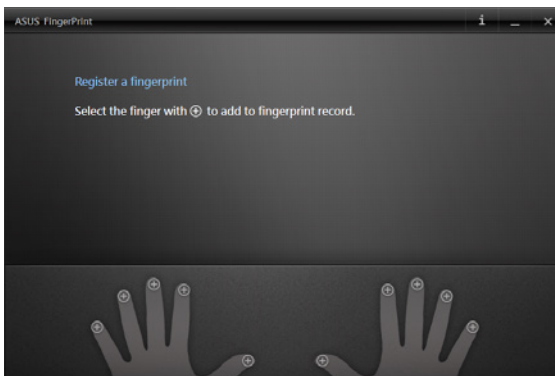 ASUS FingerPrint
Register a fingerprint
Select the finger with ⊕ to add to fingerprint record.